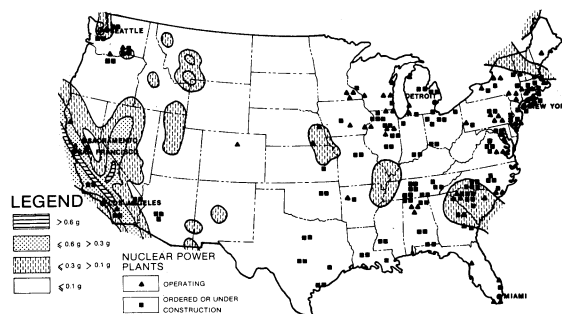 SEATTLE
DETROIT
NEW YORK
SACRAMENTO
SAN FRANCISCO
LOS ANGELES
MIAMI
LEGEND
> 0.6 g
⩽ 0.6 g > 0.3 g
⩽ 0.3 g > 0.1 g
⩽ 0.1 g
NUCLEAR POWER
PLANTS
OPERATING
ORDERED OR UNDER
CONSTRUCTION